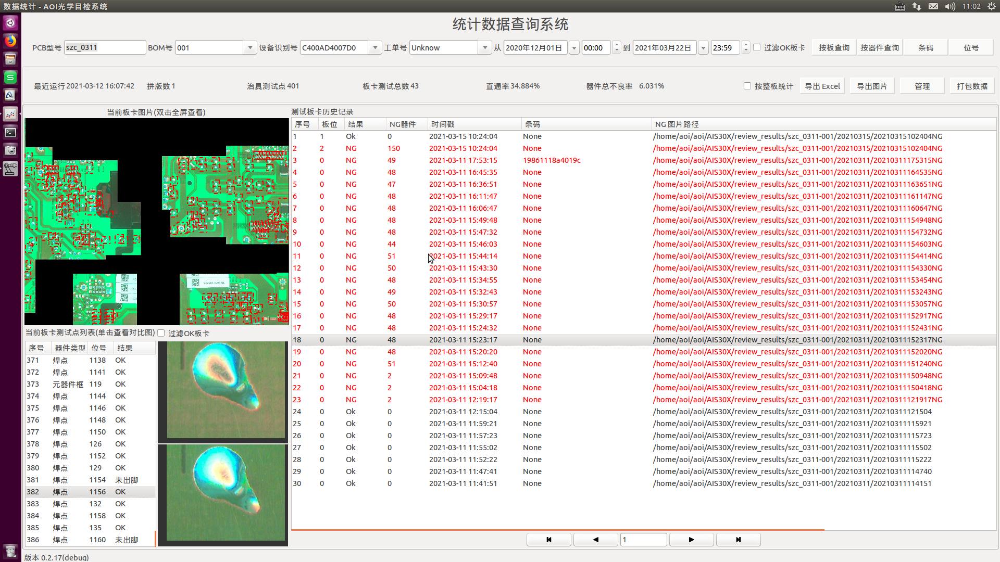 数据统计 - AOI光学目检系统
11:02
统计数据查询系统
PCB型号 szc_0311 BOM号 001 设备识别号 C400AD4007D0 工单号 Unknow 从 2020年12月01日 00:00 到 2021年03月22日 23:59 过滤OK板卡 按板查询 按器件查询 条码 位号
最近运行 2021-03-12 16:07:42 拼版数 1 治具测试点 401 板卡测试总数 43 直通率 34.884% 器件总不良率 6.031% 按整板统计 导出 Excel 导出图片 管理 打包数据
当前板卡图片(双击全屏查看)
当前板卡测试点列表(单击查看对比图) 过滤OK板卡
序号 器件类型 位号 结果
371 焊点 1138 OK
372 焊点 1141 OK
373 元器件框 119 OK
374 焊点 1144 OK
375 焊点 1146 OK
376 焊点 1148 OK
377 焊点 1150 OK
378 焊点 126 OK
379 焊点 1152 OK
380 焊点 129 OK
381 焊点 1154 未出脚
382 焊点 1156 OK
383 焊点 132 OK
384 焊点 1158 OK
385 焊点 135 OK
386 焊点 1160 未出脚
测试板卡历史记录
序号 板位 结果 NG器件 时间戳 条码 NG 图片路径
1 1 Ok 0 2021-03-15 10:24:04 None /home/aoi/aoi/AIS30X/review_results/szc_0311-001/20210315/20210315102404NG
2 2 NG 150 2021-03-15 10:24:04 None /home/aoi/aoi/AIS30X/review_results/szc_0311-001/20210315/20210315102404NG
3 0 NG 49 2021-03-11 17:53:15 19861118a4019c /home/aoi/aoi/AIS30X/review_results/szc_0311-001/20210311/20210311175315NG
4 0 NG 48 2021-03-11 16:45:35 None /home/aoi/aoi/AIS30X/review_results/szc_0311-001/20210311/20210311164535NG
5 0 NG 47 2021-03-11 16:36:51 None /home/aoi/aoi/AIS30X/review_results/szc_0311-001/20210311/20210311163651NG
6 0 NG 48 2021-03-11 16:11:47 None /home/aoi/aoi/AIS30X/review_results/szc_0311-001/20210311/20210311161147NG
7 0 NG 48 2021-03-11 16:06:47 None /home/aoi/aoi/AIS30X/review_results/szc_0311-001/20210311/20210311160647NG
8 0 NG 48 2021-03-11 15:49:48 None /home/aoi/aoi/AIS30X/review_results/szc_0311-001/20210311/20210311154948NG
9 0 NG 48 2021-03-11 15:47:32 None /home/aoi/aoi/AIS30X/review_results/szc_0311-001/20210311/20210311154732NG
10 0 NG 44 2021-03-11 15:46:03 None /home/aoi/aoi/AIS30X/review_results/szc_0311-001/20210311/20210311154603NG
11 0 NG 51 2021-03-11 15:44:14 None /home/aoi/aoi/AIS30X/review_results/szc_0311-001/20210311/20210311154414NG
12 0 NG 50 2021-03-11 15:43:30 None /home/aoi/aoi/AIS30X/review_results/szc_0311-001/20210311/20210311154330NG
13 0 NG 48 2021-03-11 15:34:55 None /home/aoi/aoi/AIS30X/review_results/szc_0311-001/20210311/20210311153454NG
14 0 NG 49 2021-03-11 15:32:43 None /home/aoi/aoi/AIS30X/review_results/szc_0311-001/20210311/20210311153243NG
15 0 NG 50 2021-03-11 15:30:57 None /home/aoi/aoi/AIS30X/review_results/szc_0311-001/20210311/20210311153057NG
16 0 NG 48 2021-03-11 15:29:17 None /home/aoi/aoi/AIS30X/review_results/szc_0311-001/20210311/20210311152917NG
17 0 NG 48 2021-03-11 15:24:32 None /home/aoi/aoi/AIS30X/review_results/szc_0311-001/20210311/20210311152431NG
18 0 NG 48 2021-03-11 15:23:17 None /home/aoi/aoi/AIS30X/review_results/szc_0311-001/20210311/20210311152317NG
19 0 NG 48 2021-03-11 15:20:20 None /home/aoi/aoi/AIS30X/review_results/szc_0311-001/20210311/20210311152020NG
20 0 NG 51 2021-03-11 15:12:40 None /home/aoi/aoi/AIS30X/review_results/szc_0311-001/20210311/20210311151240NG
21 0 NG 2 2021-03-11 15:09:48 None /home/aoi/aoi/AIS30X/review_results/szc_0311-001/20210311/20210311150948NG
22 0 NG 2 2021-03-11 15:04:18 None /home/aoi/aoi/AIS30X/review_results/szc_0311-001/20210311/20210311150418NG
23 0 NG 2 2021-03-11 12:19:17 None /home/aoi/aoi/AIS30X/review_results/szc_0311-001/20210311/20210311121917NG
24 0 Ok 0 2021-03-11 12:15:04 None /home/aoi/aoi/AIS30X/review_results/szc_0311-001/20210311/20210311121504
25 0 Ok 0 2021-03-11 11:59:21 None /home/aoi/aoi/AIS30X/review_results/szc_0311-001/20210311/20210311115921
26 0 Ok 0 2021-03-11 11:57:23 None /home/aoi/aoi/AIS30X/review_results/szc_0311-001/20210311/20210311115723
27 0 Ok 0 2021-03-11 11:55:02 None /home/aoi/aoi/AIS30X/review_results/szc_0311-001/20210311/20210311115502
28 0 Ok 0 2021-03-11 11:52:22 None /home/aoi/aoi/AIS30X/review_results/szc_0311-001/20210311/20210311115222
29 0 Ok 0 2021-03-11 11:47:41 None /home/aoi/aoi/AIS30X/review_results/szc_0311-001/20210311/20210311114740
30 0 Ok 0 2021-03-11 11:41:51 None /home/aoi/aoi/AIS30X/review_results/szc_0311-001/20210311/20210311114151
1
版本 0.2.17(debug)